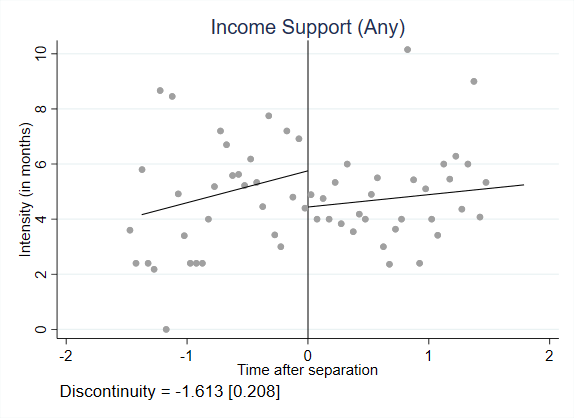 Income Support (Any)
Intensity (in months)
10
8
6
4
2
0
-2
-1
0
1
2
Time after separation
Discontinuity = -1.613 [0.208]